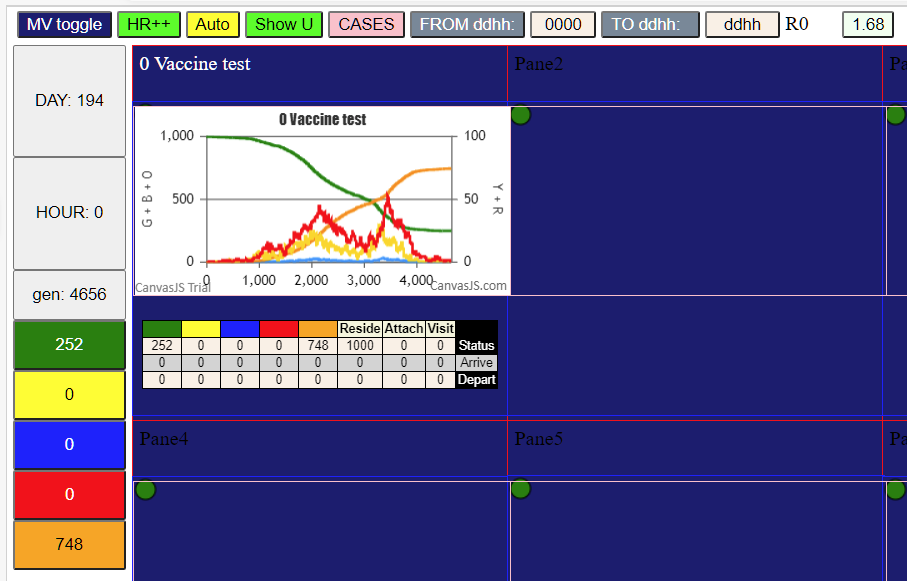 MV toggle HR++ Auto Show U CASES FROM ddhh: 0000 TO ddhh: ddhh R0 1.68
DAY: 194
HOUR: 0
gen: 4656
252
0
0
0
748
0 Vaccine test Pane2 Pa
0 Vaccine test
1,000 100
500 50
0 0
G + B + O
Y + R
0 1,000 2,000 3,000 4,000
CanvasJS Trial CanvasJS.com
Reside Attach Visit
252 0 0 0 748 1000 0 0 Status
0 0 0 0 0 0 0 0 Arrive
0 0 0 0 0 0 0 0 Depart
Pane4 Pane5 Pa